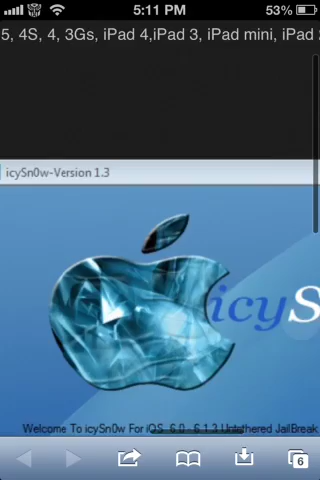 5:11 PM 53%
5, 4S, 4, 3Gs, iPad 4,iPad 3, iPad mini, iPad
icySn0w-Version 1.3
icyS
Welcome To icySn0w For iOS 6.0 - 6.1.3 Untethered JailBreak
6